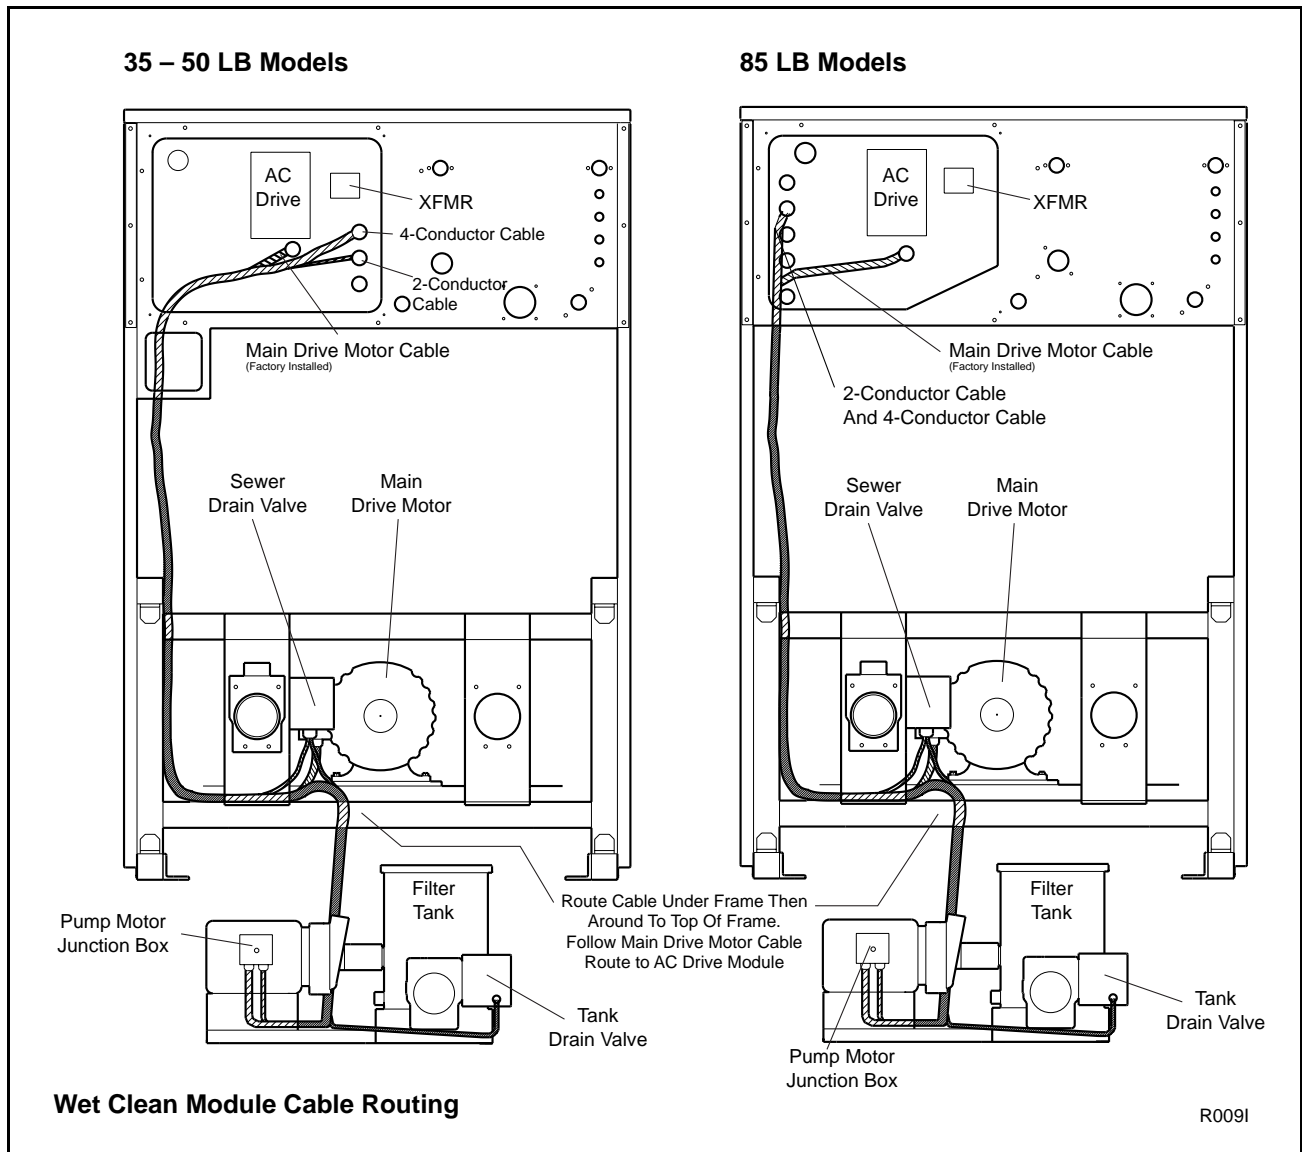 35 – 50 LB Models
AC
Drive
XFMR
4-Conductor Cable
2-Conductor
Cable
Main Drive Motor Cable
(Factory Installed)
Sewer
Drain Valve
Main
Drive Motor
Filter
Tank
Pump Motor
Junction Box
Tank
Drain Valve
Route Cable Under Frame Then
Around To Top Of Frame.
Follow Main Drive Motor Cable
Route to AC Drive Module
85 LB Models
AC
Drive
XFMR
Main Drive Motor Cable
(Factory Installed)
2-Conductor Cable
And 4-Conductor Cable
Sewer
Drain Valve
Main
Drive Motor
Filter
Tank
Tank
Drain Valve
Pump Motor
Junction Box
Wet Clean Module Cable Routing
R009I